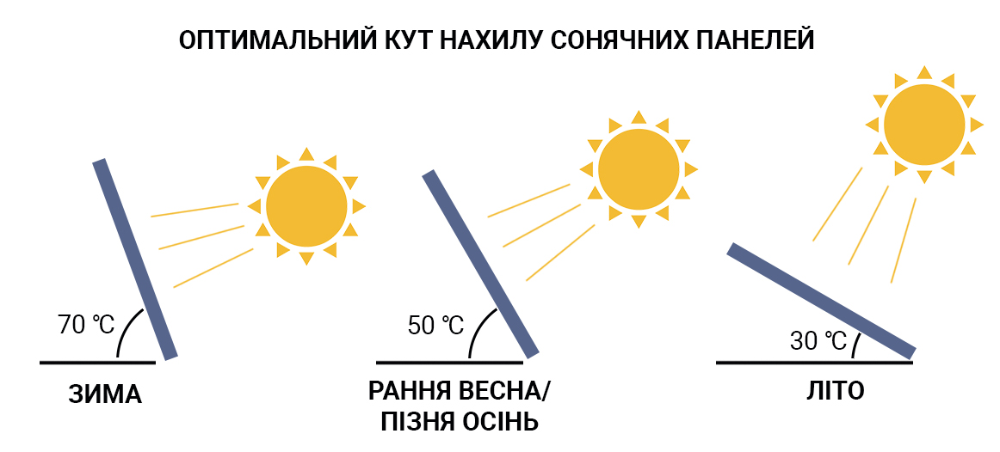 ОПТИМАЛЬНИЙ КУТ НАХИЛУ СОНЯЧНИХ ПАНЕЛЕЙ
70 ℃
50 ℃
30 ℃
ЗИМА
РАННЯ ВЕСНА/
ПІЗНЯ ОСІНЬ
ЛІТО